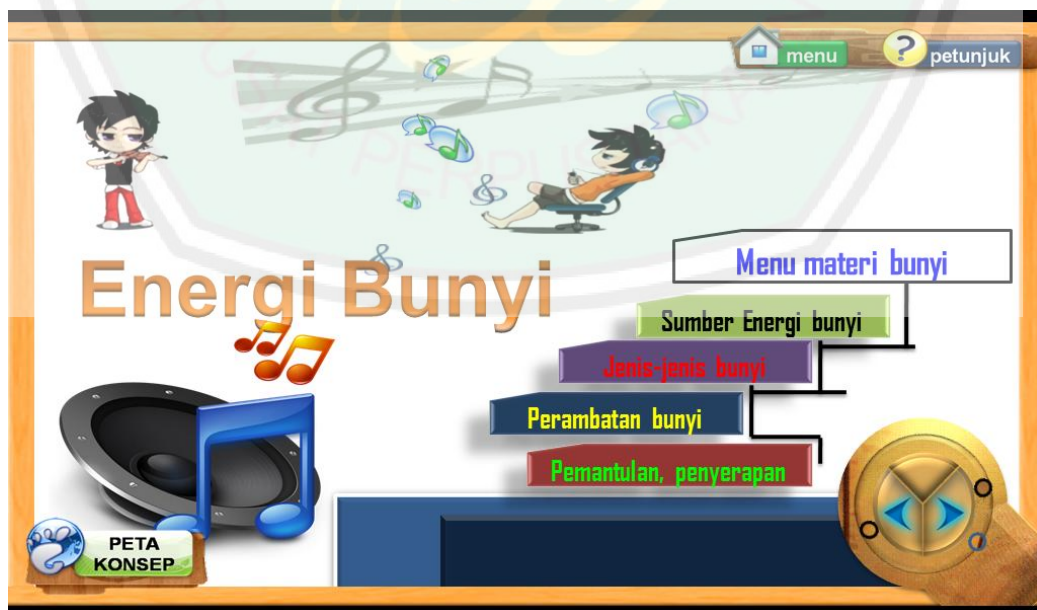 menu
petunjuk
Energi Bunyi
Menu materi bunyi
Sumber Energi bunyi
Jenis-jenis bunyi
Perambatan bunyi
Pemantulan, penyerapan
PETA
KONSEP